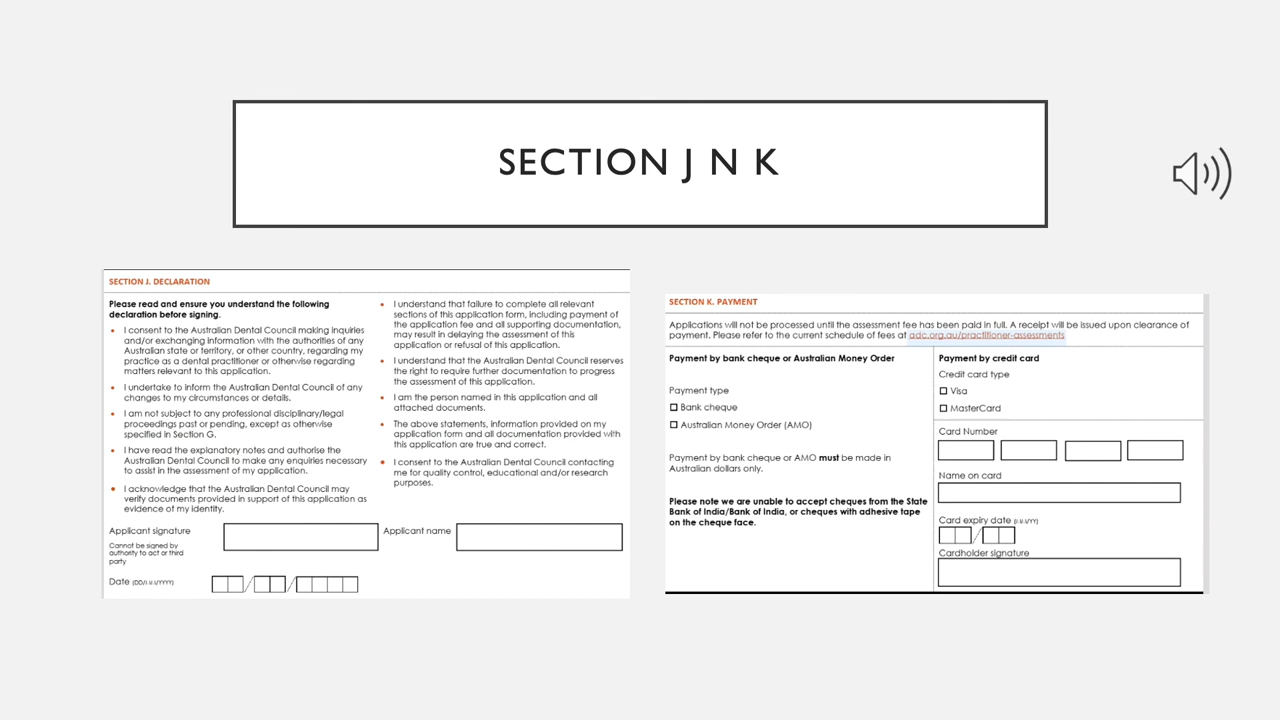 SECTION J N K
SECTION J. DECLARATION
Please read and ensure you understand the following
declaration before signing.
I consent to the Australian Dental Council making inquiries
and/or exchanging information with the authorities of any
Australian state or territory, or other country, regarding my
practice as a dental practitioner or otherwise regarding
matters relevant to this application.
I undertake to inform the Australian Dental Council of any
changes to my circumstances or details.
I am not subject to any professional disciplinary/legal
proceedings past or pending, except as otherwise
specified in Section G.
I have read the explanatory notes and authorise the
Australian Dental Council to make any enquiries necessary
to assist in the assessment of my application.
I acknowledge that the Australian Dental Council may
verify documents provided in support of this application as
evidence of my identity.
I understand that failure to complete all relevant
sections of this application form, including payment of
the application fee and all supporting documentation,
may result in delaying the assessment of this
application or refusal of this application.
I understand that the Australian Dental Council reserves
the right to require further documentation to progress
the assessment of this application.
I am the person named in this application and all
attached documents.
The above statements, information provided on my
application form and all documentation provided with
this application are true and correct.
I consent to the Australian Dental Council contacting
me for quality control, educational and/or research
purposes.
Applicant signature
Cannot be signed by
authority to act or third
party
Applicant name
Date (DD/MM/YYYY)
SECTION K. PAYMENT
Applications will not be processed until the assessment fee has been paid in full. A receipt will be issued upon clearance of
payment. Please refer to the current schedule of fees at adc.org.au/practitioner-assessments
Payment by bank cheque or Australian Money Order
Payment type
Bank cheque
Australian Money Order (AMO)
Payment by bank cheque or AMO must be made in
Australian dollars only.
Please note we are unable to accept cheques from the State
Bank of India/Bank of India, or cheques with adhesive tape
on the cheque face.
Payment by credit card
Credit card type
Visa
MasterCard
Card Number
Name on card
Card expiry date (MM/YY)
Cardholder signature